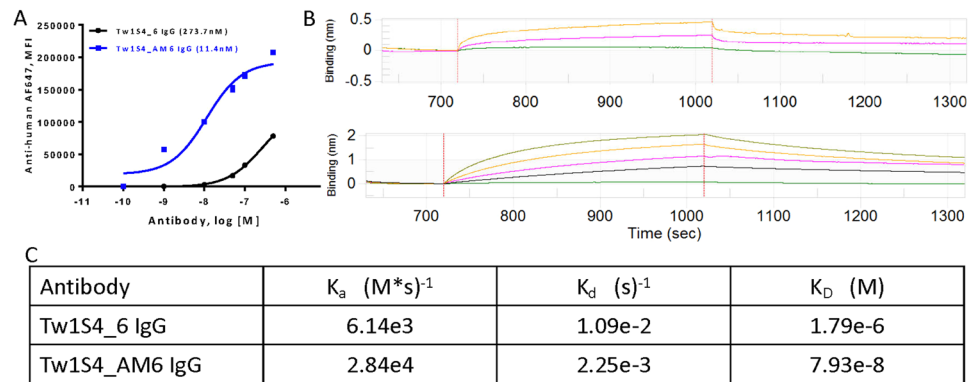 A
Tw1S4_6 IgG (273.7nM)
Tw1S4_AM6 IgG (11.4nM)
Anti-human AF647, MFI
250000
200000
150000
100000
50000
0
-11 -10 -9 -8 -7 -6 -5
Antibody, log [M]
B
Binding (nm)
0.5
0
-0.5
700 800 900 1000 1100 1200 1300
Binding (nm)
2
1
0
700 800 900 1000 1100 1200 1300
Time (sec)
C
Antibody Ka (M*s)-1 Kd (s)-1 KD (M)
Tw1S4_6 IgG 6.14e3 1.09e-2 1.79e-6
Tw1S4_AM6 IgG 2.84e4 2.25e-3 7.93e-8